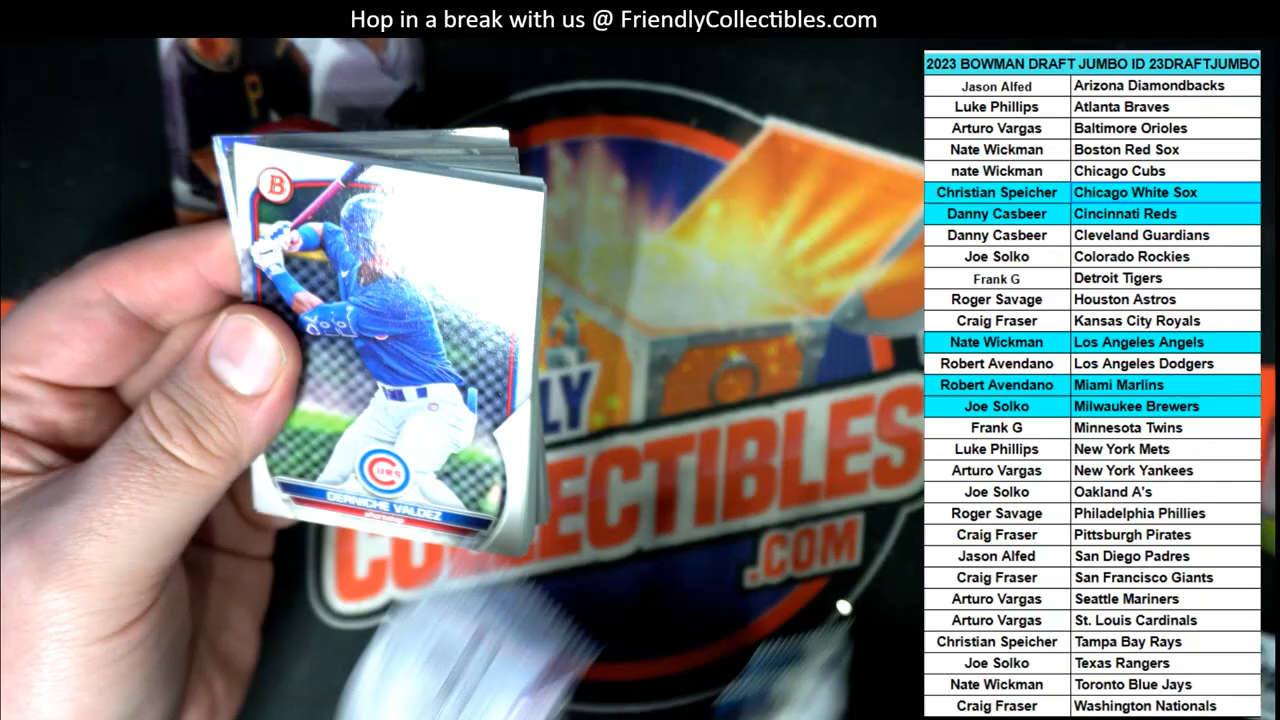 Hop in a break with us @ FriendlyCollectibles.com
2023 BOWMAN DRAFT JUMBO ID 23DRAFTJUMBO
Jason Alfed Arizona Diamondbacks
Luke Phillips Atlanta Braves
Arturo Vargas Baltimore Orioles
Nate Wickman Boston Red Sox
nate Wickman Chicago Cubs
Christian Speicher Chicago White Sox
Danny Casbeer Cincinnati Reds
Danny Casbeer Cleveland Guardians
Joe Solko Colorado Rockies
Frank G Detroit Tigers
Roger Savage Houston Astros
Craig Fraser Kansas City Royals
Nate Wickman Los Angeles Angels
Robert Avendano Los Angeles Dodgers
Robert Avendano Miami Marlins
Joe Solko Milwaukee Brewers
Frank G Minnesota Twins
Luke Phillips New York Mets
Arturo Vargas New York Yankees
Joe Solko Oakland A's
Roger Savage Philadelphia Phillies
Craig Fraser Pittsburgh Pirates
Jason Alfed San Diego Padres
Craig Fraser San Francisco Giants
Arturo Vargas Seattle Mariners
Arturo Vargas St. Louis Cardinals
Christian Speicher Tampa Bay Rays
Joe Solko Texas Rangers
Nate Wickman Toronto Blue Jays
Craig Fraser Washington Nationals
P
B
CUBS
DERNICHE VALDEZ
LY
COLLECTIBLES
.COM